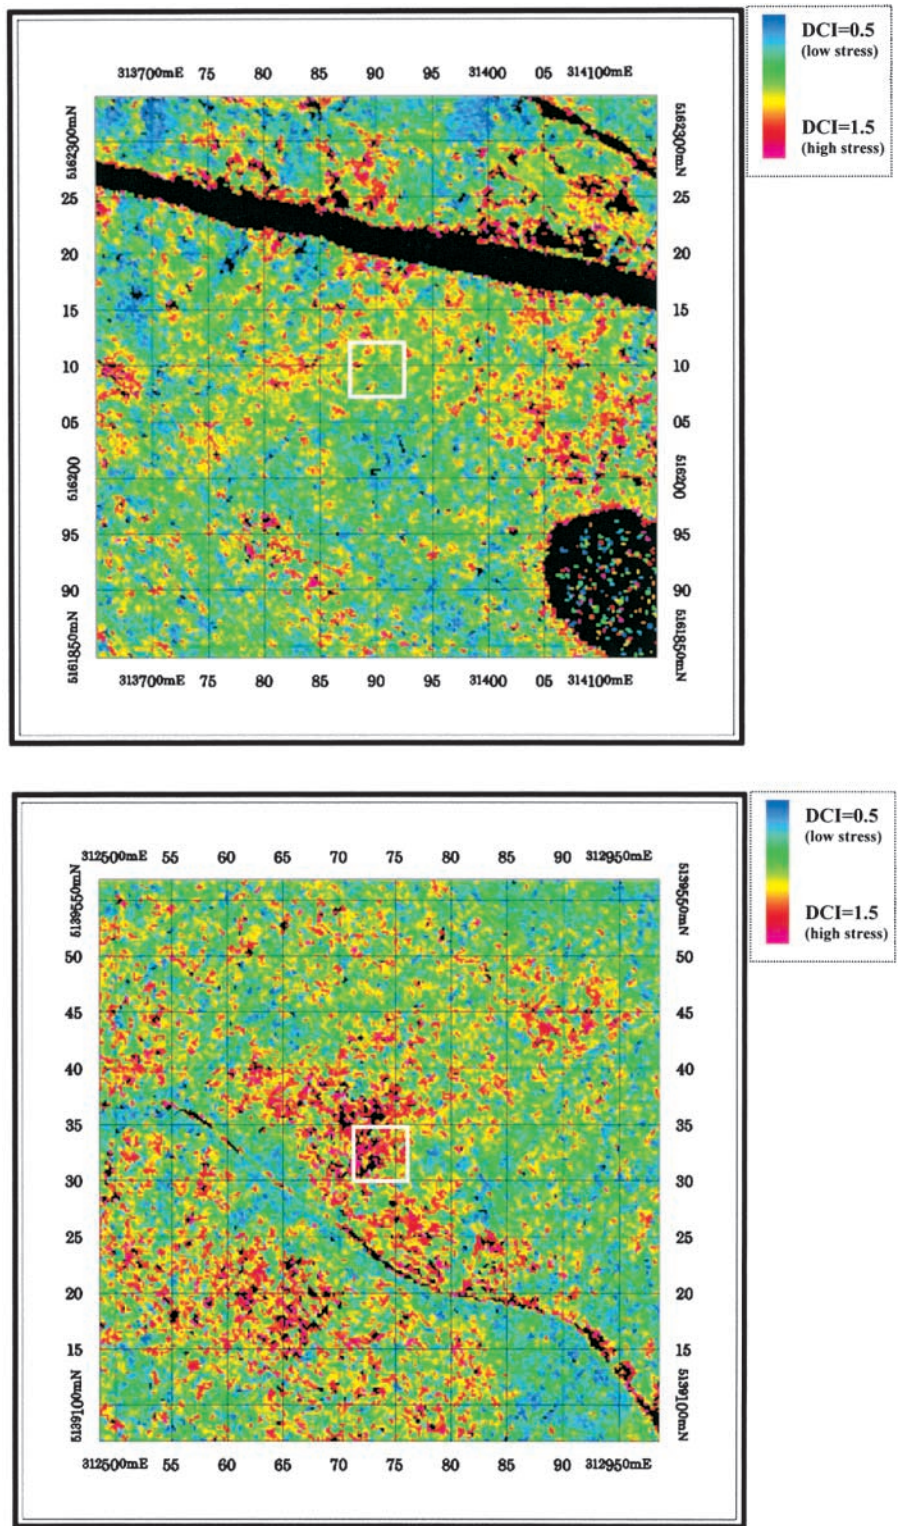 DCI=0.5
(low stress)
DCI=1.5
(high stress)
313700mE 75 80 85 90 95 31400 05 314100mE
5162300mN 5162300mN
25 25
20 20
15 15
10 10
05 05
516200 516200
95 95
90 90
5161850mN 5161850mN
313700mE 75 80 85 90 95 31400 05 314100mE
DCI=0.5
(low stress)
DCI=1.5
(high stress)
312500mE 55 60 65 70 75 80 85 90 312950mE
5139550mN 5139550mN
50 50
45 45
40 40
35 35
30 30
25 25
20 20
15 15
5139100mN 5139100mN
312500mE 55 60 65 70 75 80 85 90 312950mE